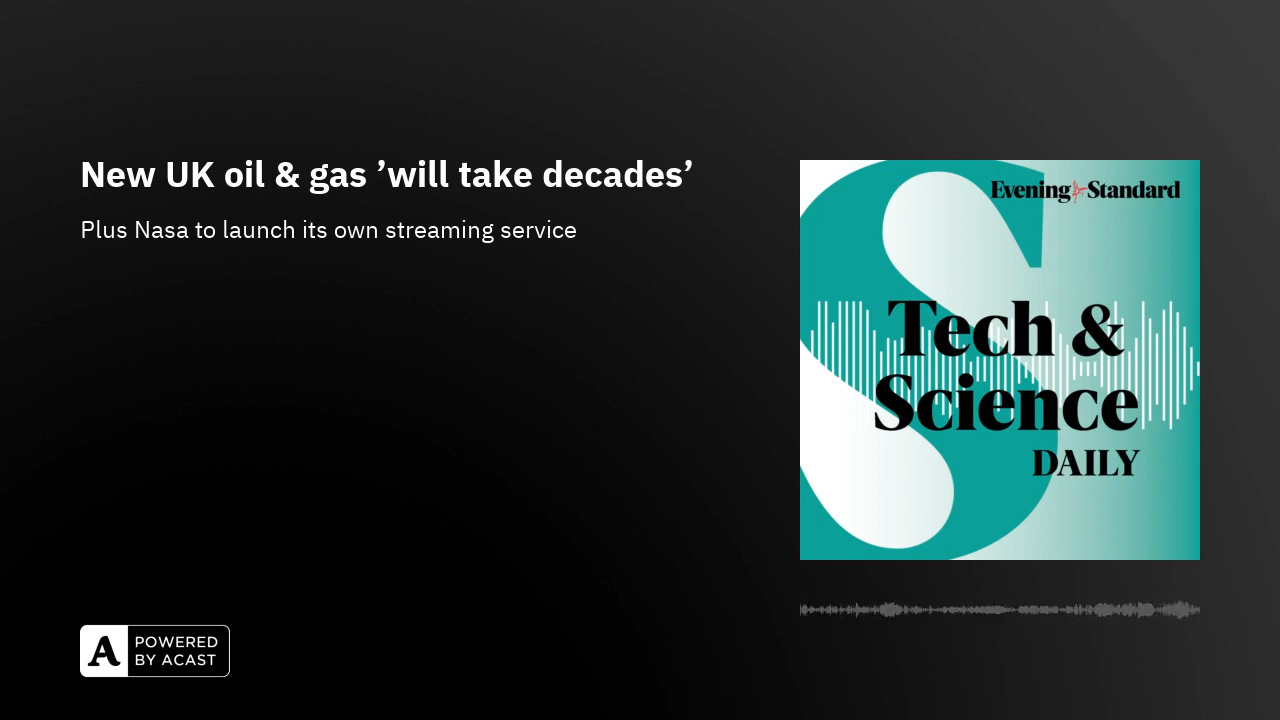 New UK oil & gas ’will take decades’
Plus Nasa to launch its own streaming service
Evening Standard
Tech &
Science
DAILY
A POWERED
BY ACAST